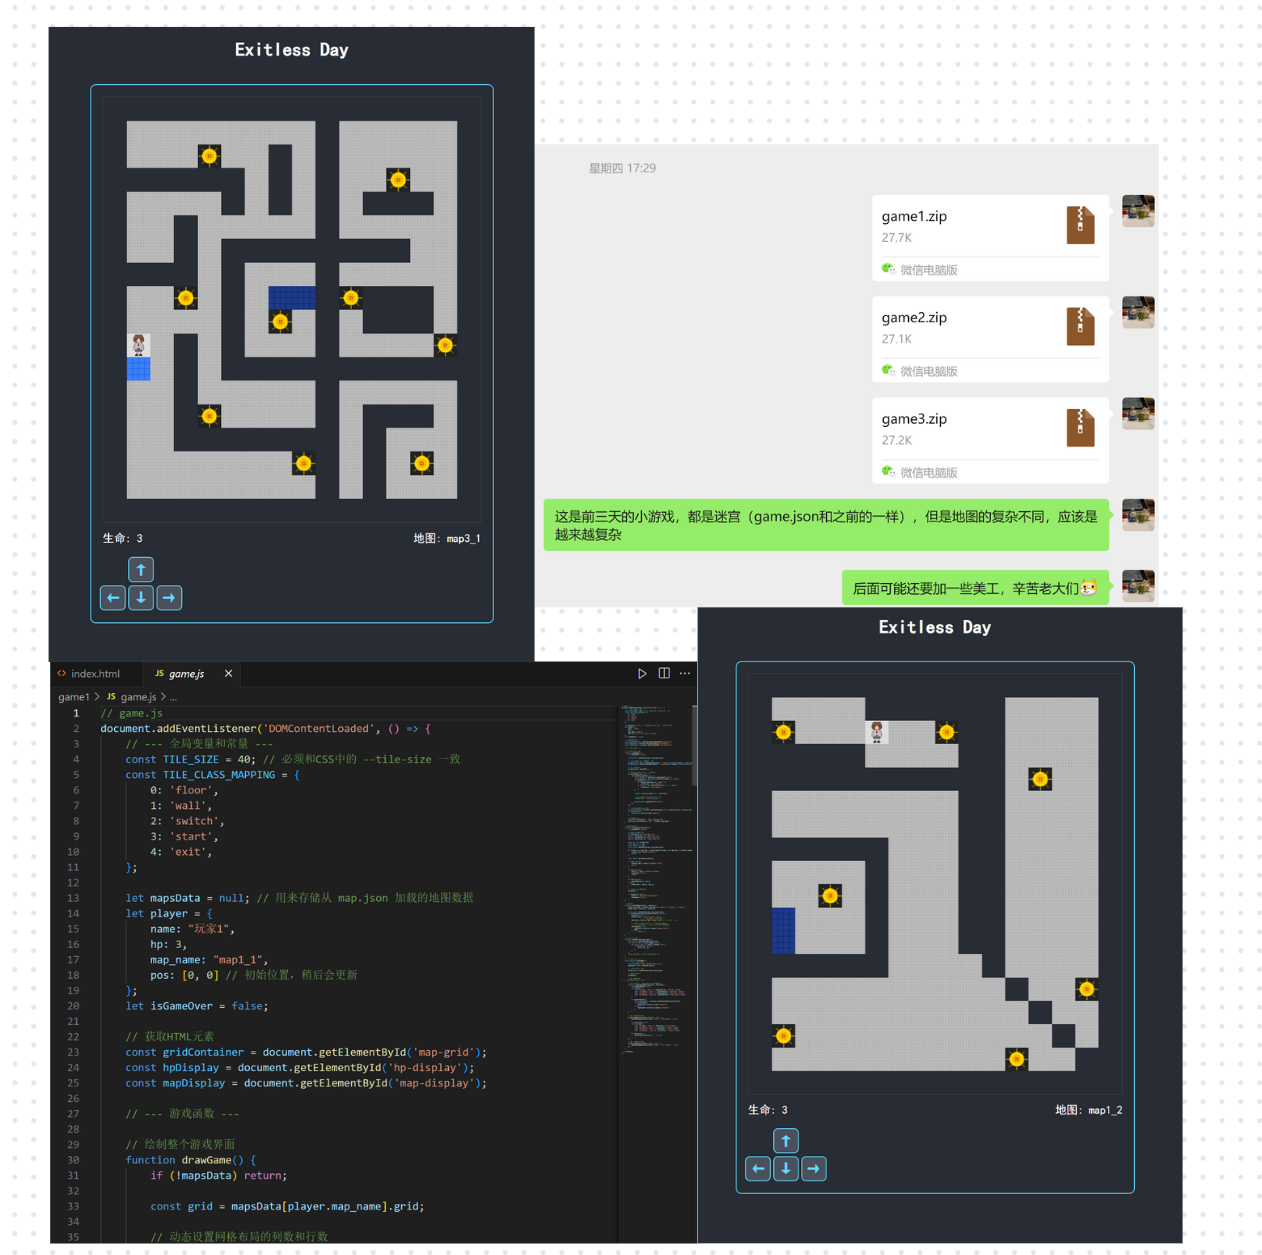 Exitless Day
生命: 3
地图: map3_1
↑
← ↓ →
星期四 17:29
game1.zip
27.7K
微信电脑版
game2.zip
27.1K
微信电脑版
game3.zip
27.2K
微信电脑版
这是前三天的小游戏，都是迷宫（game.json和之前的一样），但是地图的复杂不同，应该是
越来越复杂
后面可能还要加一些美工，辛苦老大们
index.html
JS game.js ×
game1 > JS game.js > ...
1 // game.js
2 document.addEventListener('DOMContentLoaded', () => {
3 // --- 全局变量和常量 ---
4 const TILE_SIZE = 40; // 必须和CSS中的 --tile-size 一致
5 const TILE_CLASS_MAPPING = {
6 0: 'floor',
7 1: 'wall',
8 2: 'switch',
9 3: 'start',
10 4: 'exit',
11 };
12
13 let mapsData = null; // 用来存储从 map.json 加载的地图数据
14 let player = {
15 name: "玩家1",
16 hp: 3,
17 map_name: "map1_1",
18 pos: [0, 0] // 初始位置，稍后会更新
19 };
20 let isGameOver = false;
21
22 // 获取HTML元素
23 const gridContainer = document.getElementById('map-grid');
24 const hpDisplay = document.getElementById('hp-display');
25 const mapDisplay = document.getElementById('map-display');
26
27 // --- 游戏函数 ---
28
29 // 绘制整个游戏界面
30 function drawGame() {
31 if (!mapsData) return;
32
33 const grid = mapsData[player.map_name].grid;
34
35 // 动态设置网格布局的列数和行数
Exitless Day
生命: 3
地图: map1_2
↑
← ↓ →